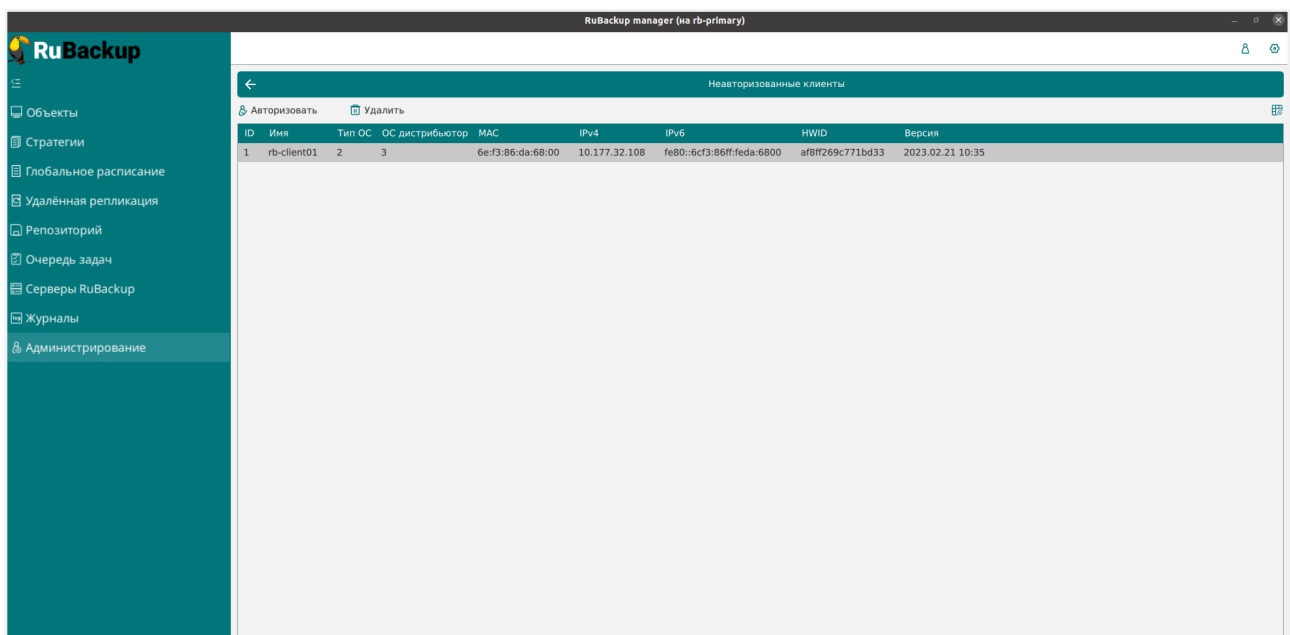 RuBackup manager (на rb-primary)
RuBackup
Неавторизованные клиенты
Объекты
Стратегии
Глобальное расписание
Удалённая репликация
Репозиторий
Очередь задач
Серверы RuBackup
Журналы
Администрирование
Авторизовать Удалить
ID Имя Тип ОС ОС дистрибьютор MAC IPv4 IPv6 HWID Версия
1 rb-client01 2 3 6e:f3:86:da:68:00 10.177.32.108 fe80::6cf3:86ff:feda:6800 af8ff269c771bd33 2023.02.21 10:35